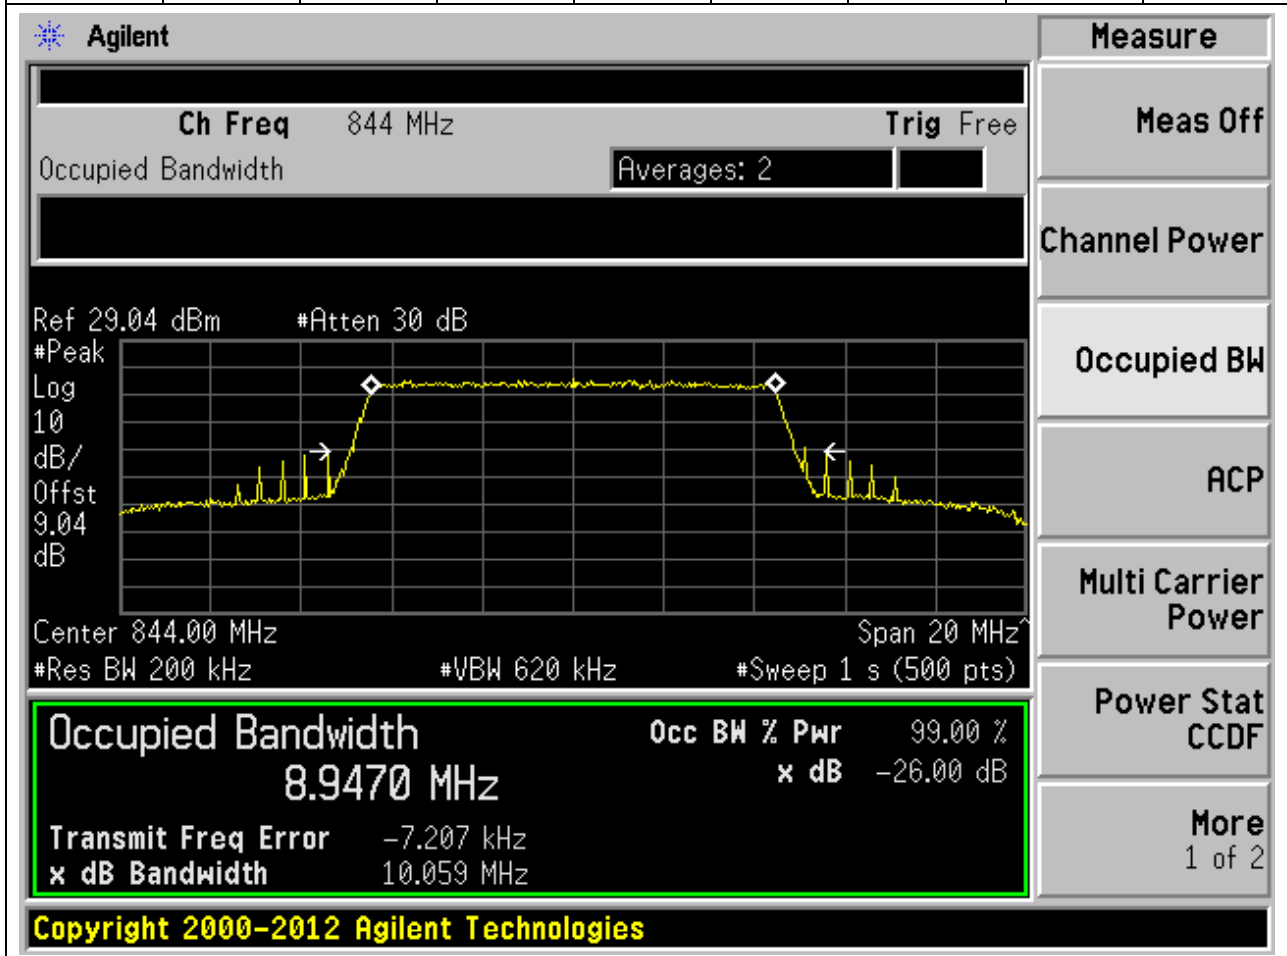 Agilent
Measure
Ch Freq 844 MHz Trig Free
Occupied Bandwidth Averages: 2
Meas Off
Channel Power
Occupied BW
ACP
Multi Carrier
Power
Power Stat
CCDF
More
1 of 2
Ref 29.04 dBm #Atten 30 dB
#Peak
Log
10
dB/
Offst
9.04
dB
Center 844.00 MHz Span 20 MHz^
#Res BW 200 kHz #VBW 620 kHz #Sweep 1 s (500 pts)
Occupied Bandwidth Occ BW % Pwr 99.00 %
8.9470 MHz x dB -26.00 dB
Transmit Freq Error -7.207 kHz
x dB Bandwidth 10.059 MHz
Copyright 2000-2012 Agilent Technologies